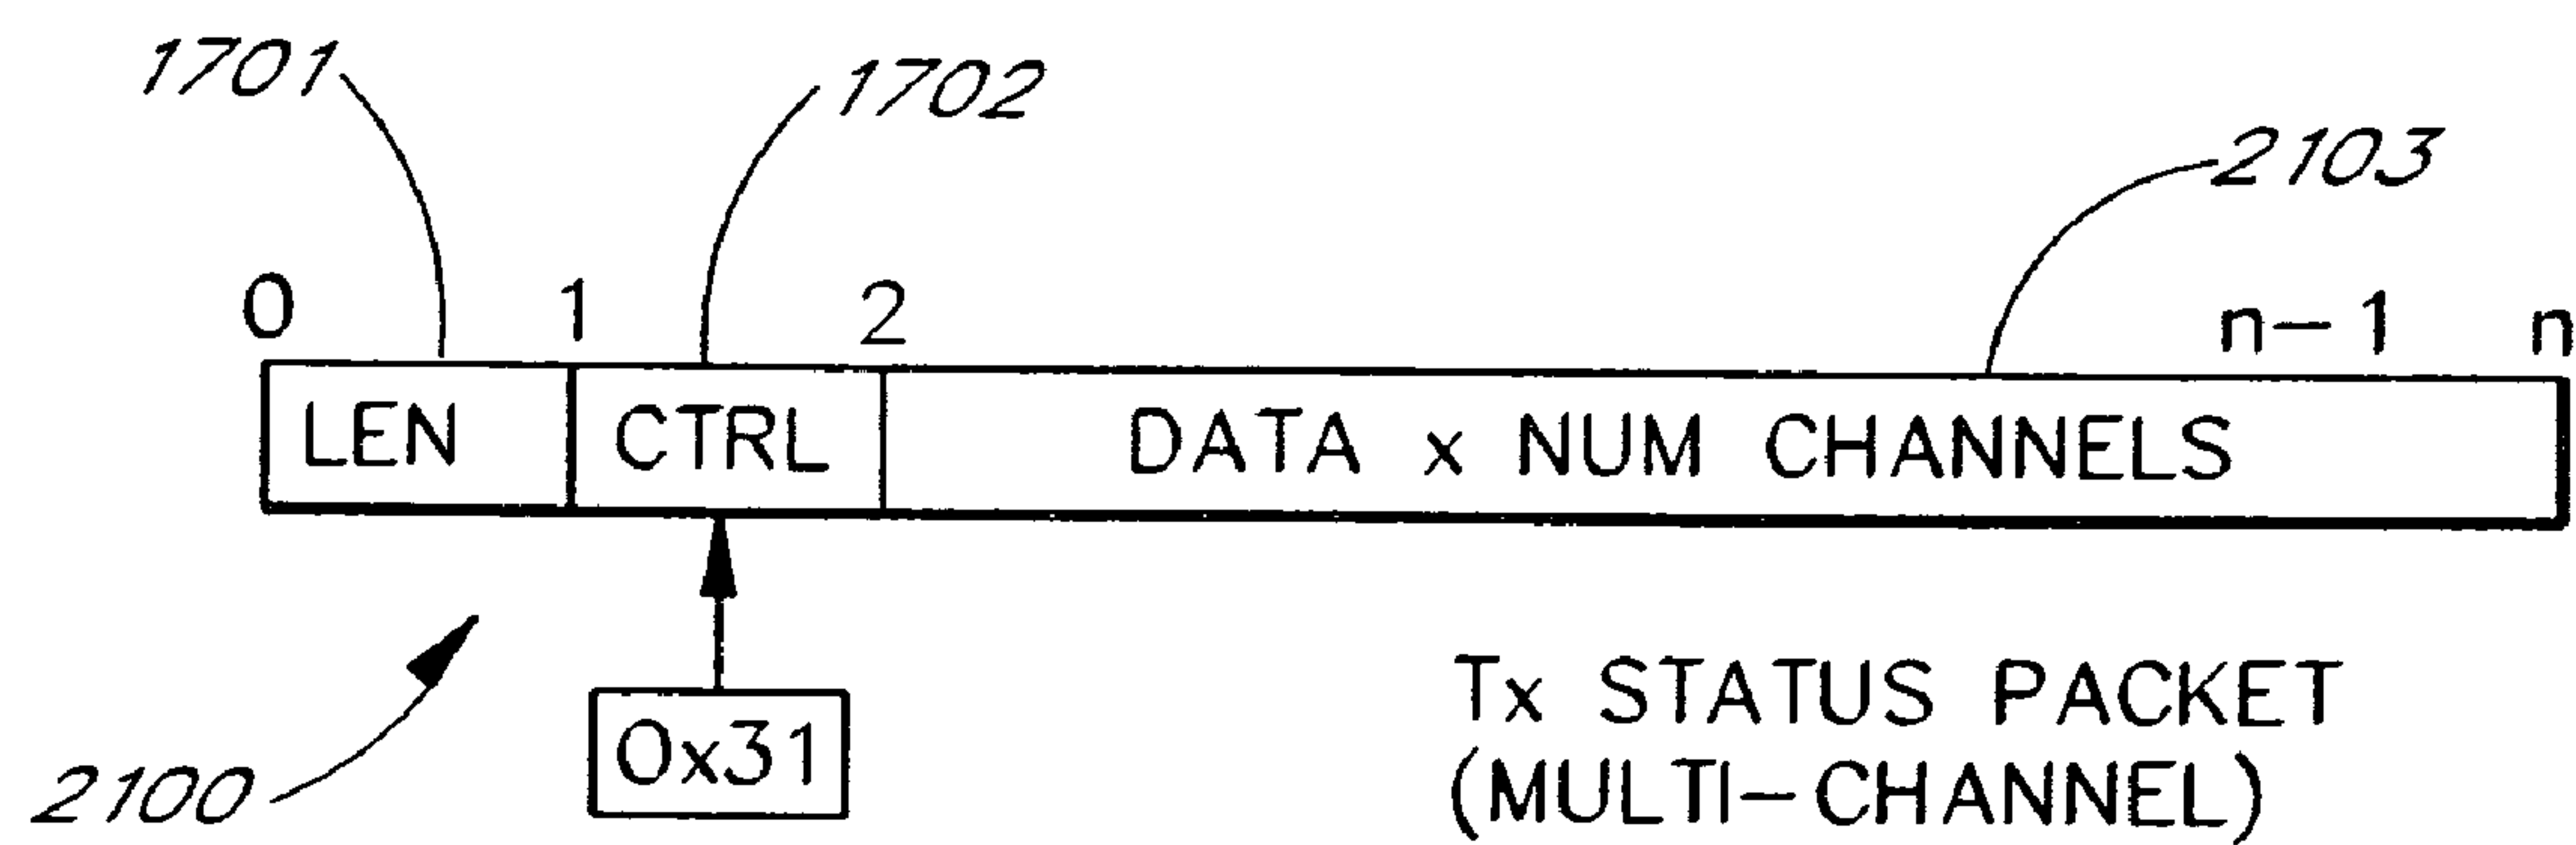 1701
1702
2103
0 1 2 n-1 n
LEN CTRL DATA x NUM CHANNELS
0x31
2100
Tx STATUS PACKET
(MULTI-CHANNEL)